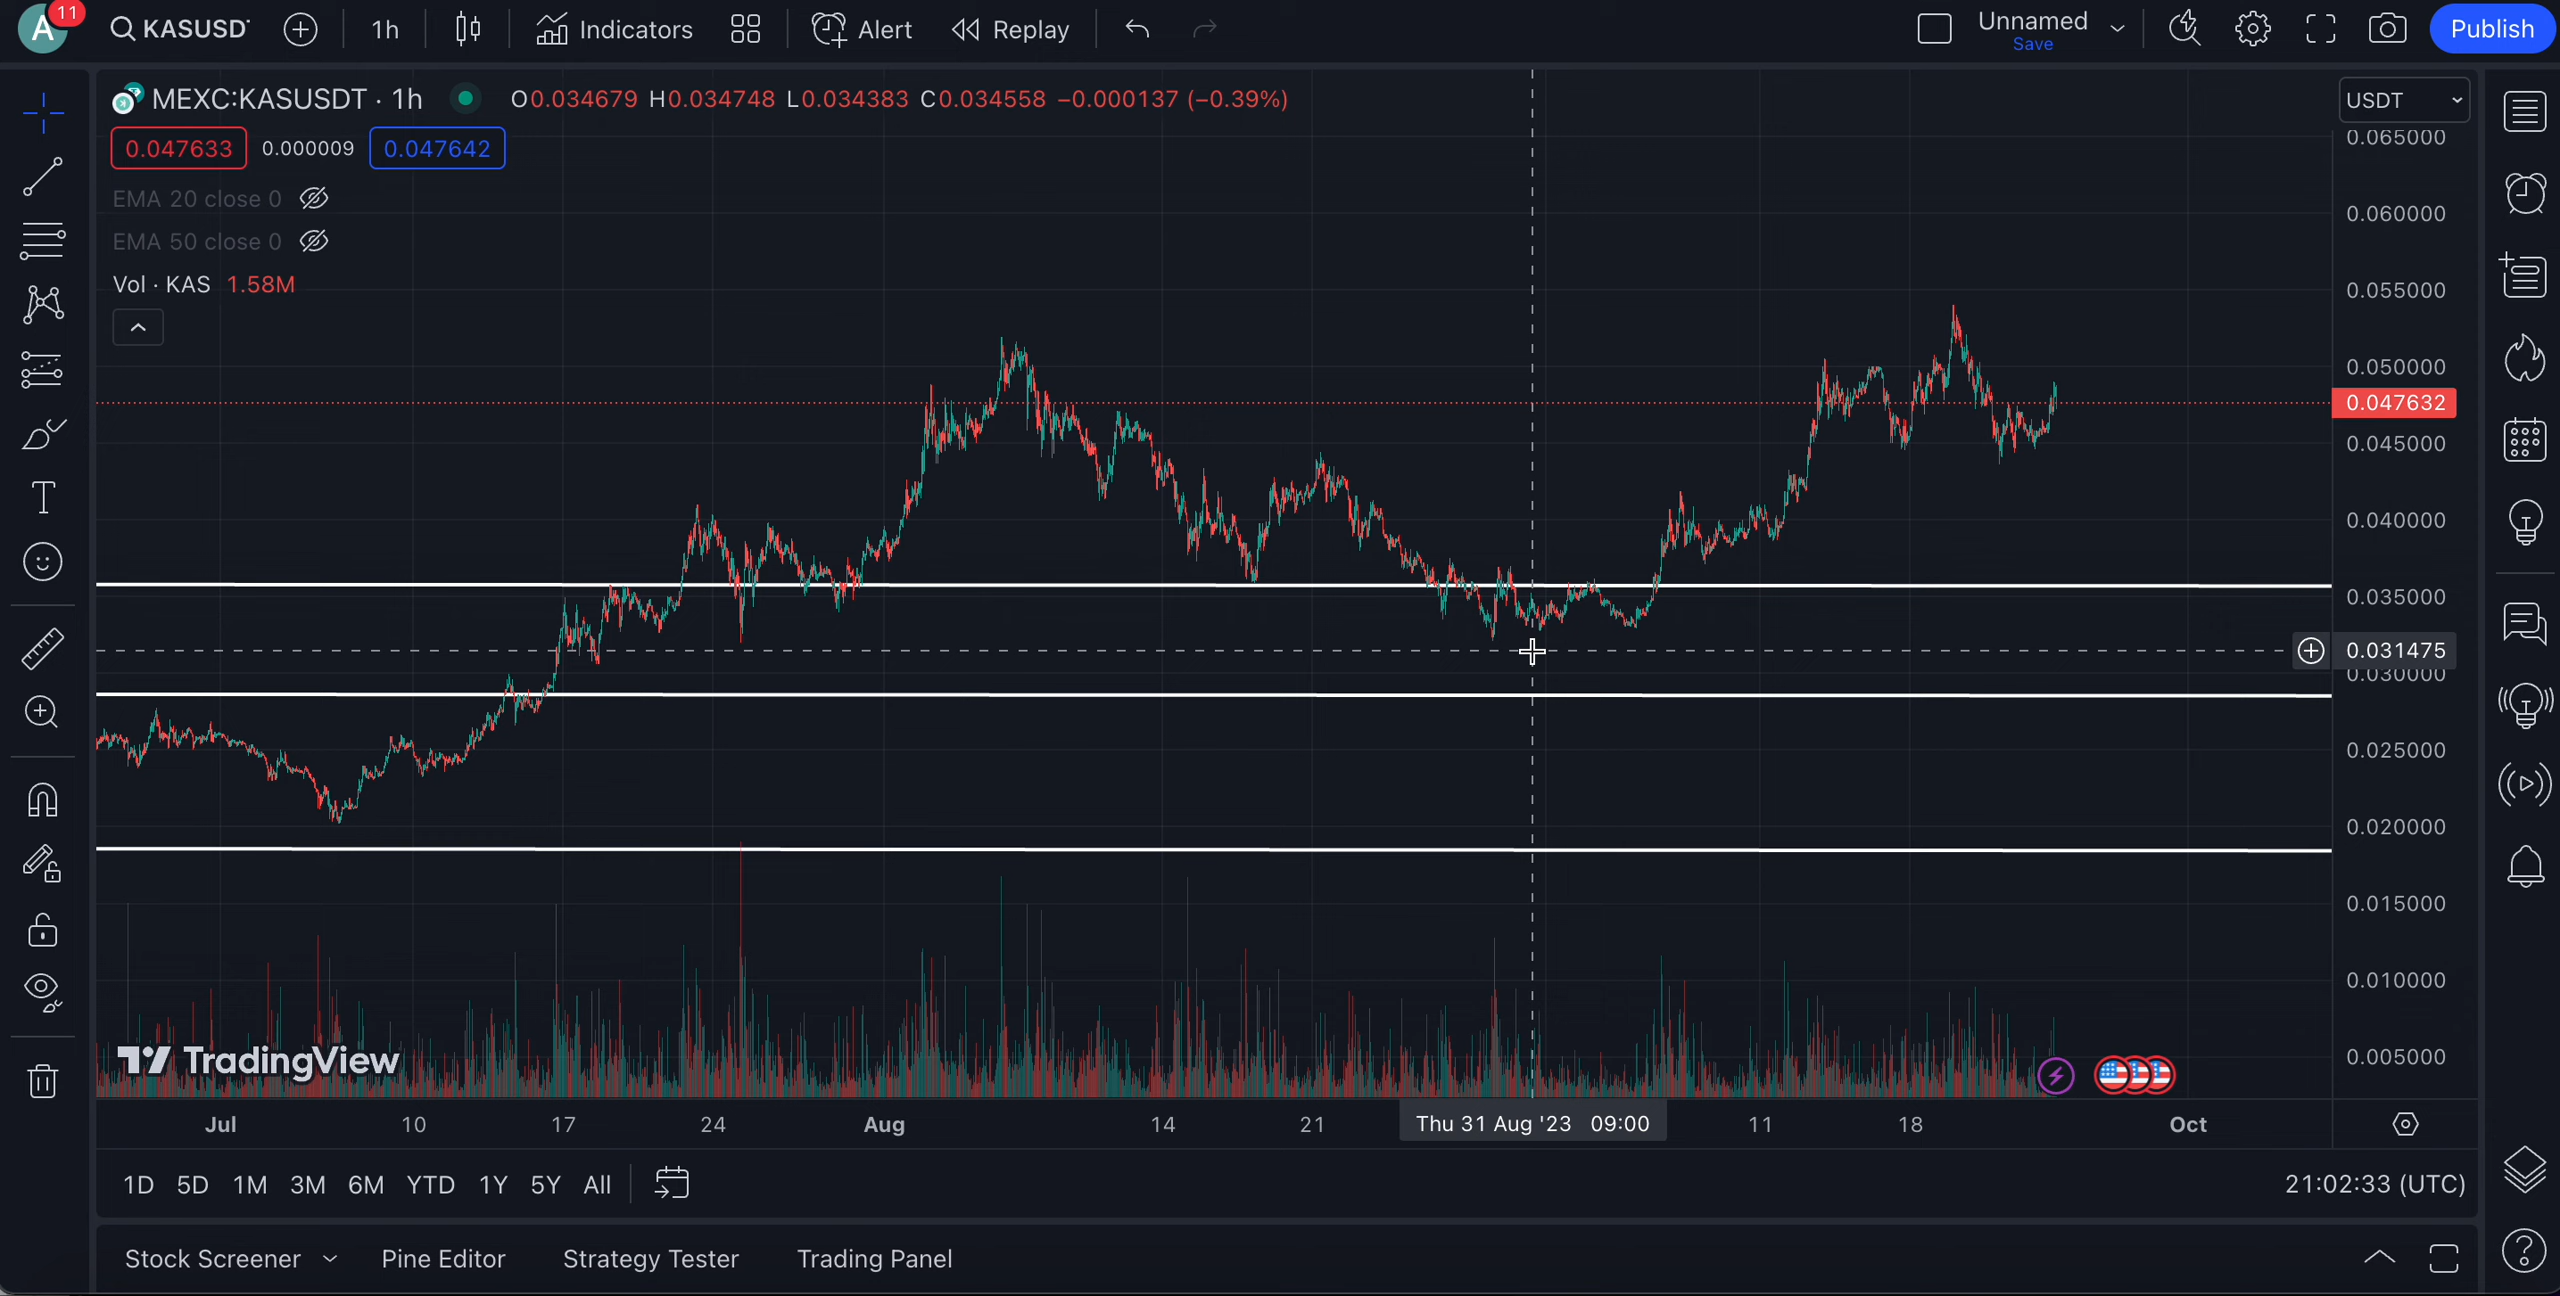 A 11 KASUSDT 1h Indicators Alert Replay Unnamed Save Publish
MEXC:KASUSDT · 1h O0.034679 H0.034748 L0.034383 C0.034558 −0.000137 (−0.39%) USDT
0.047633 0.000009 0.047642
EMA 20 close 0
EMA 50 close 0
Vol · KAS 1.58M
0.065000
0.060000
0.055000
0.050000
0.047632
0.045000
0.040000
0.035000
0.031475
0.030000
0.025000
0.020000
0.015000
0.010000
0.005000
TradingView
Jul 10 17 24 Aug 14 21 Thu 31 Aug '23 09:00 11 18 Oct
1D 5D 1M 3M 6M YTD 1Y 5Y All 21:02:33 (UTC)
Stock Screener Pine Editor Strategy Tester Trading Panel